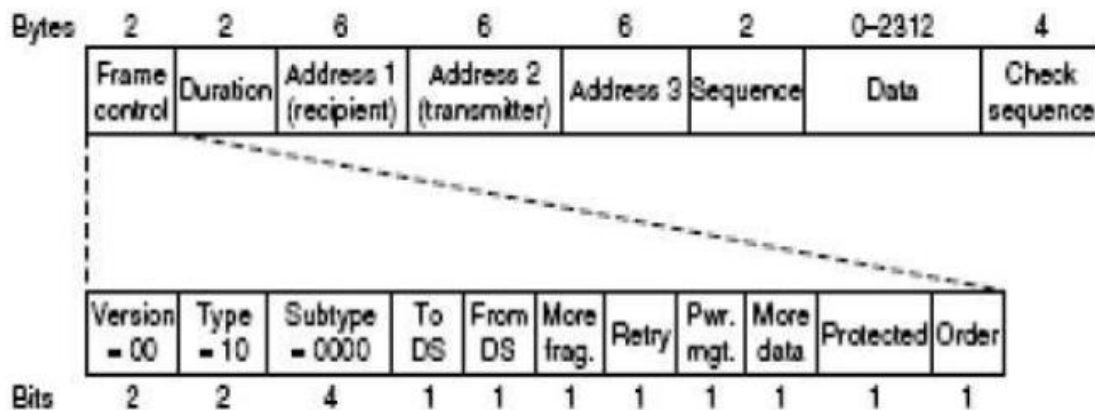 Bytes 2 2 6 6 6 2 0–2312 4
Frame control Duration Address 1 (recipient) Address 2 (transmitter) Address 3 Sequence Data Check sequence
Version = 00 Type = 10 Subtype = 0000 To DS From DS More frag. Retry Pwr. mgt. More data Protected Order
Bits 2 2 4 1 1 1 1 1 1 1 1